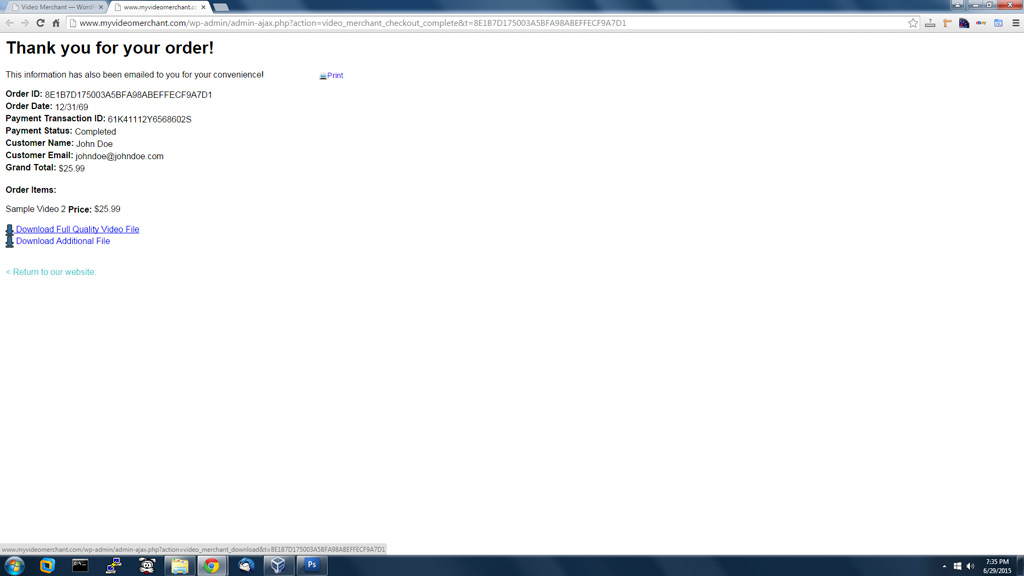 Video Merchant — Word
www.myvideomerchant.c
www.myvideomerchant.com/wp-admin/admin-ajax.php?action=video_merchant_checkout_complete&t=8E1B7D175003A5BFA98ABEFFECF9A7D1
ebay
Thank you for your order!
This information has also been emailed to you for your convenience!
Print
Order ID: 8E1B7D175003A5BFA98ABEFFECF9A7D1
Order Date: 12/31/69
Payment Transaction ID: 61K41112Y6568602S
Payment Status: Completed
Customer Name: John Doe
Customer Email: johndoe@johndoe.com
Grand Total: $25.99
Order Items:
Sample Video 2 Price: $25.99
Download Full Quality Video File
Download Additional File
< Return to our website.
www.myvideomerchant.com/wp-admin/admin-ajax.php?action=video_merchant_download&t=8E1B7D175003A5BFA98ABEFFECF9A7D1
Ps
7:35 PM
6/29/2015